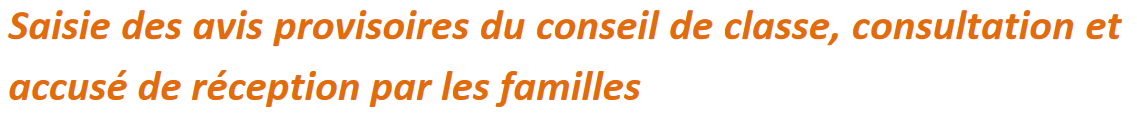 Saisie des avis provisoires du conseil de classe, consultation et
accusé de réception par les familles